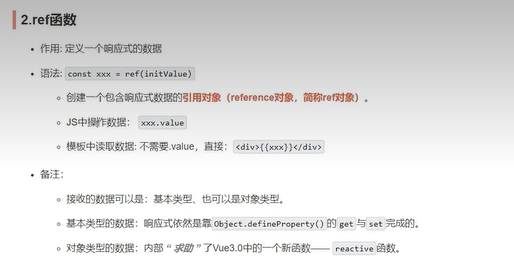 2.ref函数
作用: 定义一个响应式的数据
语法: const xxx = ref(initValue)
创建一个包含响应式数据的引用对象（reference对象，简称ref对象）。
JS中操作数据： xxx.value
模板中读取数据: 不需要.value，直接：<div>{{xxx}}</div>
备注：
接收的数据可以是：基本类型、也可以是对象类型。
基本类型的数据：响应式依然是靠Object.defineProperty()的get与set完成的。
对象类型的数据：内部“求助”了Vue3.0中的一个新函数—— reactive函数。